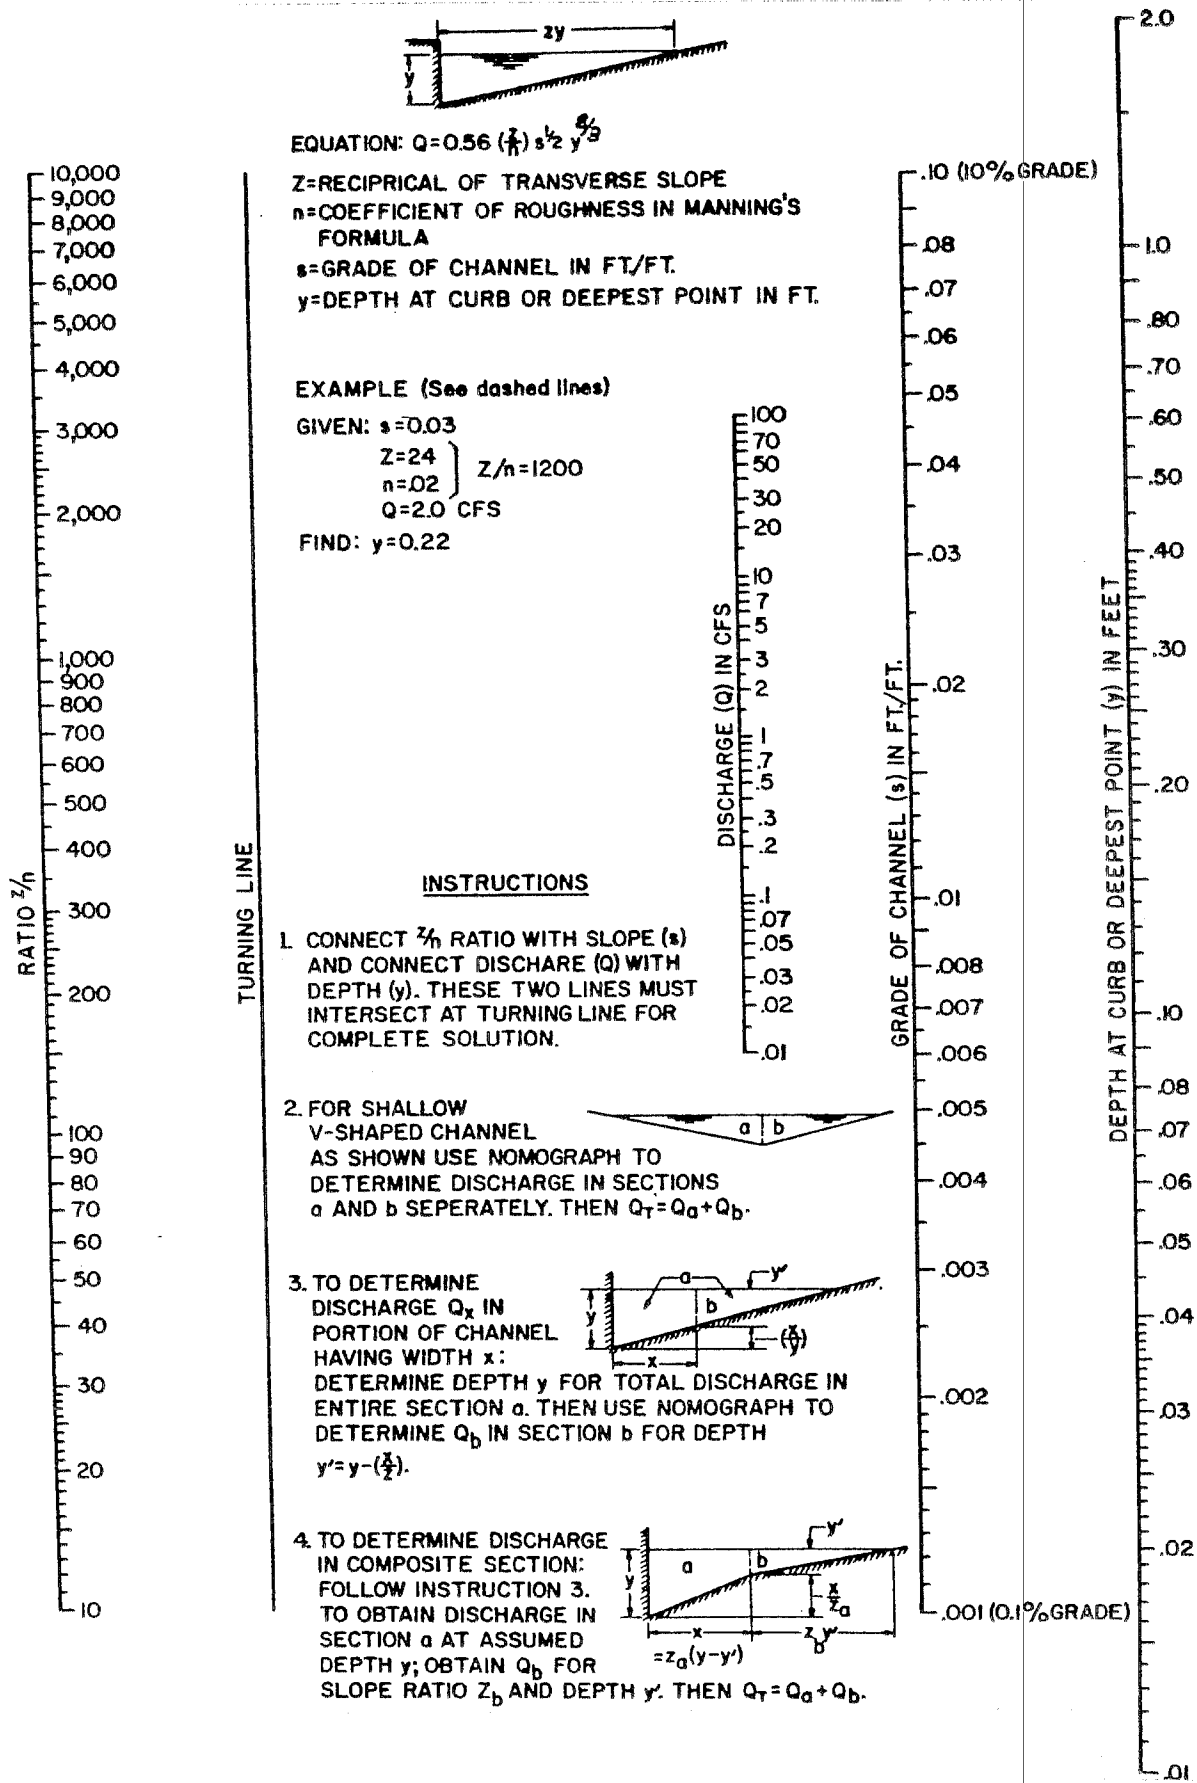 zy
y
EQUATION: Q=0.56 (z/n) s^1/2 y^8/3
Z=RECIPRICAL OF TRANSVERSE SLOPE
n=COEFFICIENT OF ROUGHNESS IN MANNING'S
FORMULA
s=GRADE OF CHANNEL IN FT./FT.
y=DEPTH AT CURB OR DEEPEST POINT IN FT.
EXAMPLE (See dashed lines)
GIVEN: s=0.03
Z=24
n=.02
Z/n=1200
Q=2.0 CFS
FIND: y=0.22
INSTRUCTIONS
1. CONNECT z/n RATIO WITH SLOPE (s)
AND CONNECT DISCHARE (Q) WITH
DEPTH (y). THESE TWO LINES MUST
INTERSECT AT TURNING LINE FOR
COMPLETE SOLUTION.
2. FOR SHALLOW
V-SHAPED CHANNEL
AS SHOWN USE NOMOGRAPH TO
DETERMINE DISCHARGE IN SECTIONS
a AND b SEPERATELY. THEN QT=Qa+Qb.
a b
3. TO DETERMINE
DISCHARGE Qx IN
PORTION OF CHANNEL
HAVING WIDTH x:
DETERMINE DEPTH y FOR TOTAL DISCHARGE IN
ENTIRE SECTION a. THEN USE NOMOGRAPH TO
DETERMINE Qb IN SECTION b FOR DEPTH
y'=y-(x/z).
a
y'
b
y
x
(x/y)
4. TO DETERMINE DISCHARGE
IN COMPOSITE SECTION:
FOLLOW INSTRUCTION 3.
TO OBTAIN DISCHARGE IN
SECTION a AT ASSUMED
DEPTH y; OBTAIN Qb FOR
SLOPE RATIO Zb AND DEPTH y'. THEN QT=Qa+Qb.
y'
a
b
y
x/za
x
zb y'
=za(y-y')
RATIO z/n
10,000
9,000
8,000
7,000
6,000
5,000
4,000
3,000
2,000
1,000
900
800
700
600
500
400
300
200
100
90
80
70
60
50
40
30
20
10
TURNING LINE
DISCHARGE (Q) IN CFS
100
70
50
30
20
10
7
5
3
2
1
.7
.5
.3
.2
.1
.07
.05
.03
.02
.01
GRADE OF CHANNEL (s) IN FT./FT.
.10 (10% GRADE)
.08
.07
.06
.05
.04
.03
.02
.01
.008
.007
.006
.005
.004
.003
.002
.001 (0.1% GRADE)
DEPTH AT CURB OR DEEPEST POINT (y) IN FEET
2.0
1.0
.80
.70
.60
.50
.40
.30
.20
.10
.08
.07
.06
.05
.04
.03
.02
.01